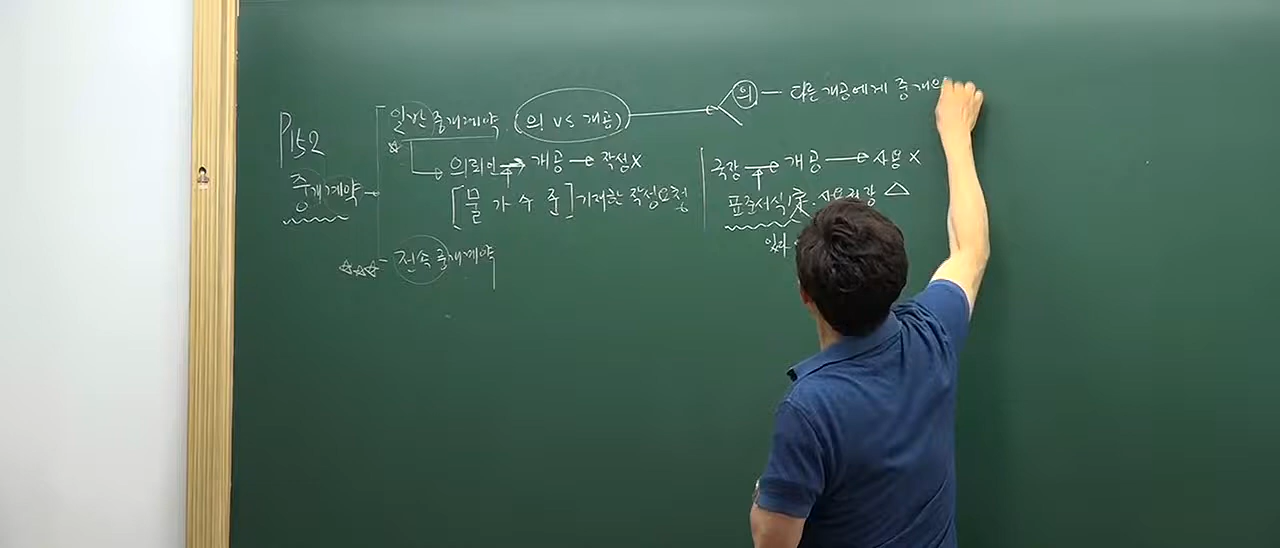 P152
중개계약
일반 중개계약 (의 vs 개공)
의 - 다른 개공에게 중개
의뢰인 → 개공 → 작성X
[물 가 수 준] 기재한 작성요청
국장 → 개공 → 사용 X
표준서식 권장 △
있다
전속 중개계약